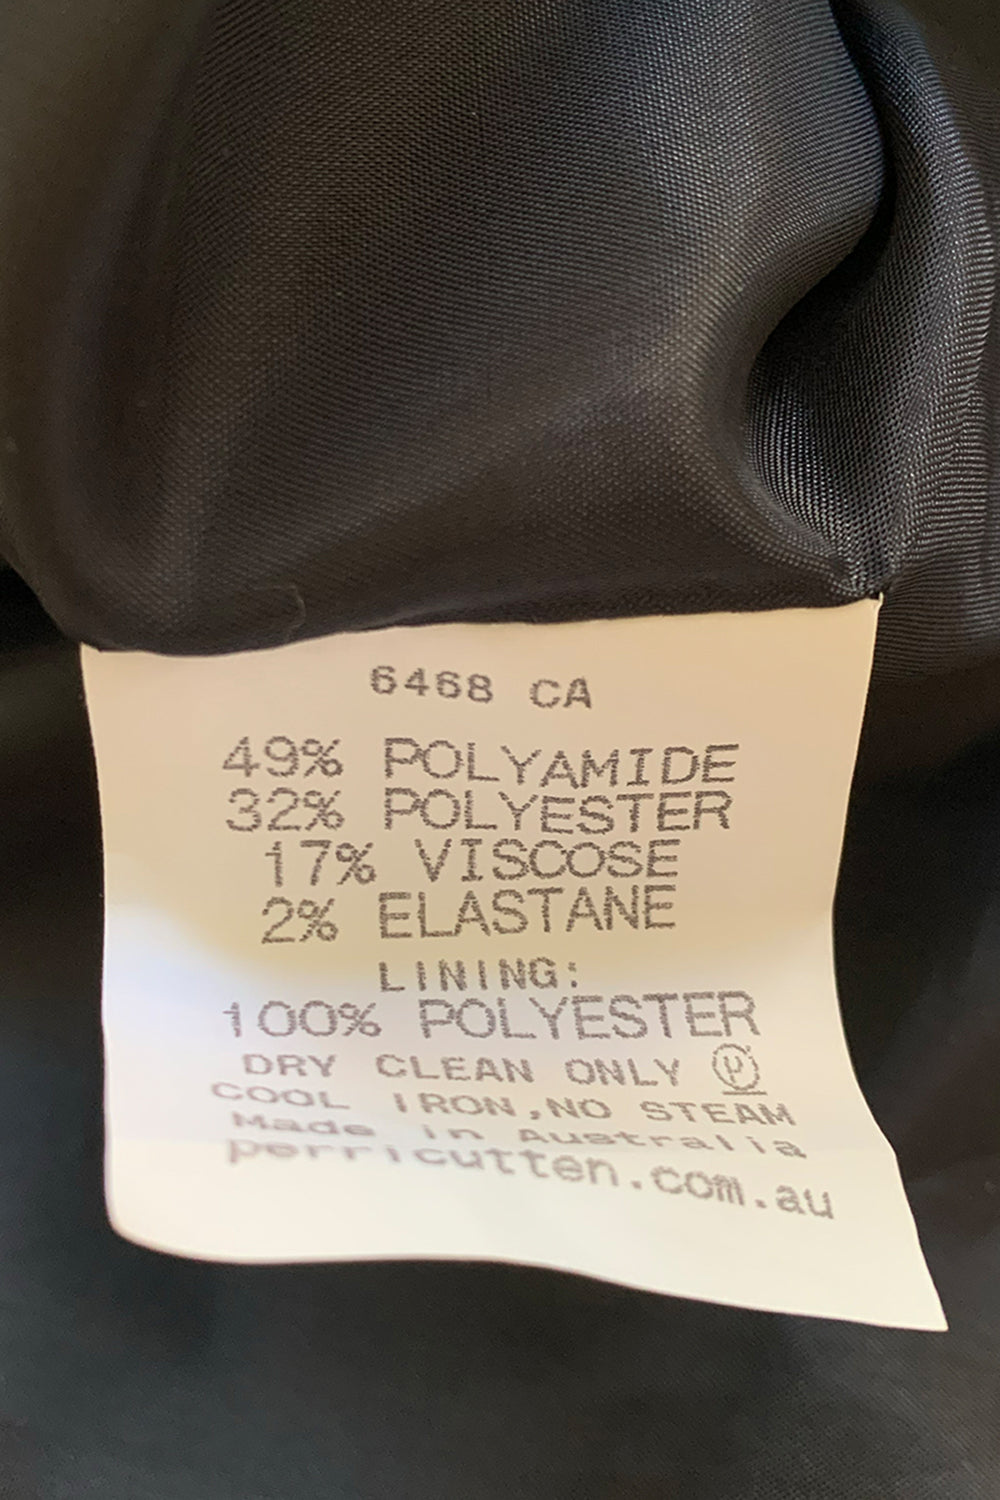 6468 CA
49% POLYAMIDE
32% POLYESTER
17% VISCOSE
2% ELASTANE
LINING:
100% POLYESTER
DRY CLEAN ONLY Ⓟ
COOL IRON,NO STEAM
Made in Australia
perricutten.com.au